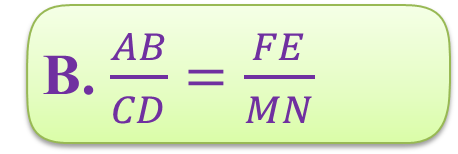 B. AB/CD = FE/MN